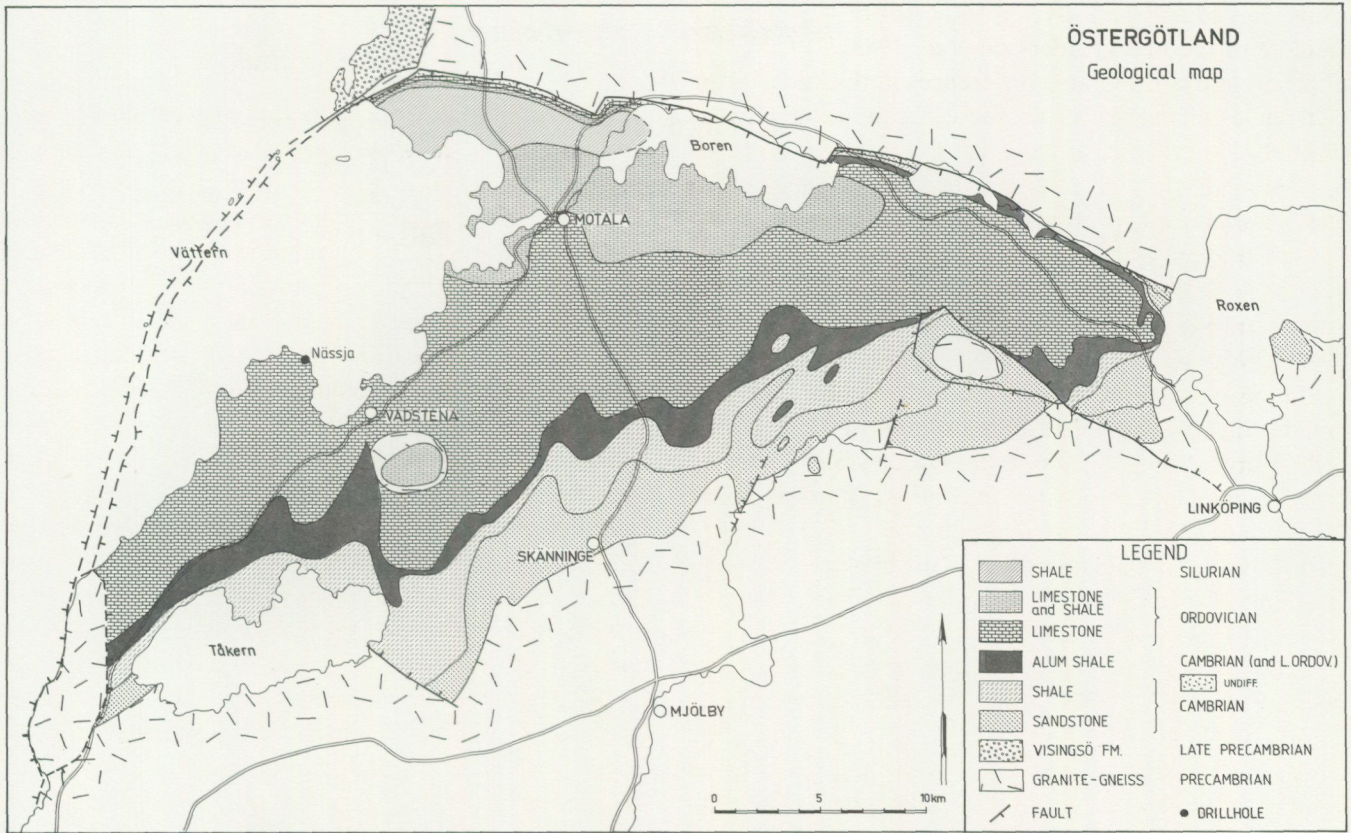 ÖSTERGÖTLAND
Geological map
Boren
MOTALA
Vättern
Roxen
Nässja
VADSTENA
LINKÖPING
SKÄNNINGE
Tåkern
MJÖLBY
0 5 10km
LEGEND
SHALE SILURIAN
LIMESTONE
and SHALE
ORDOVICIAN
LIMESTONE
ALUM SHALE CAMBRIAN (and L.ORDOV.)
SHALE UNDIFF.
CAMBRIAN
SANDSTONE
VISINGSÖ FM. LATE PRECAMBRIAN
GRANITE-GNEISS PRECAMBRIAN
FAULT DRILLHOLE